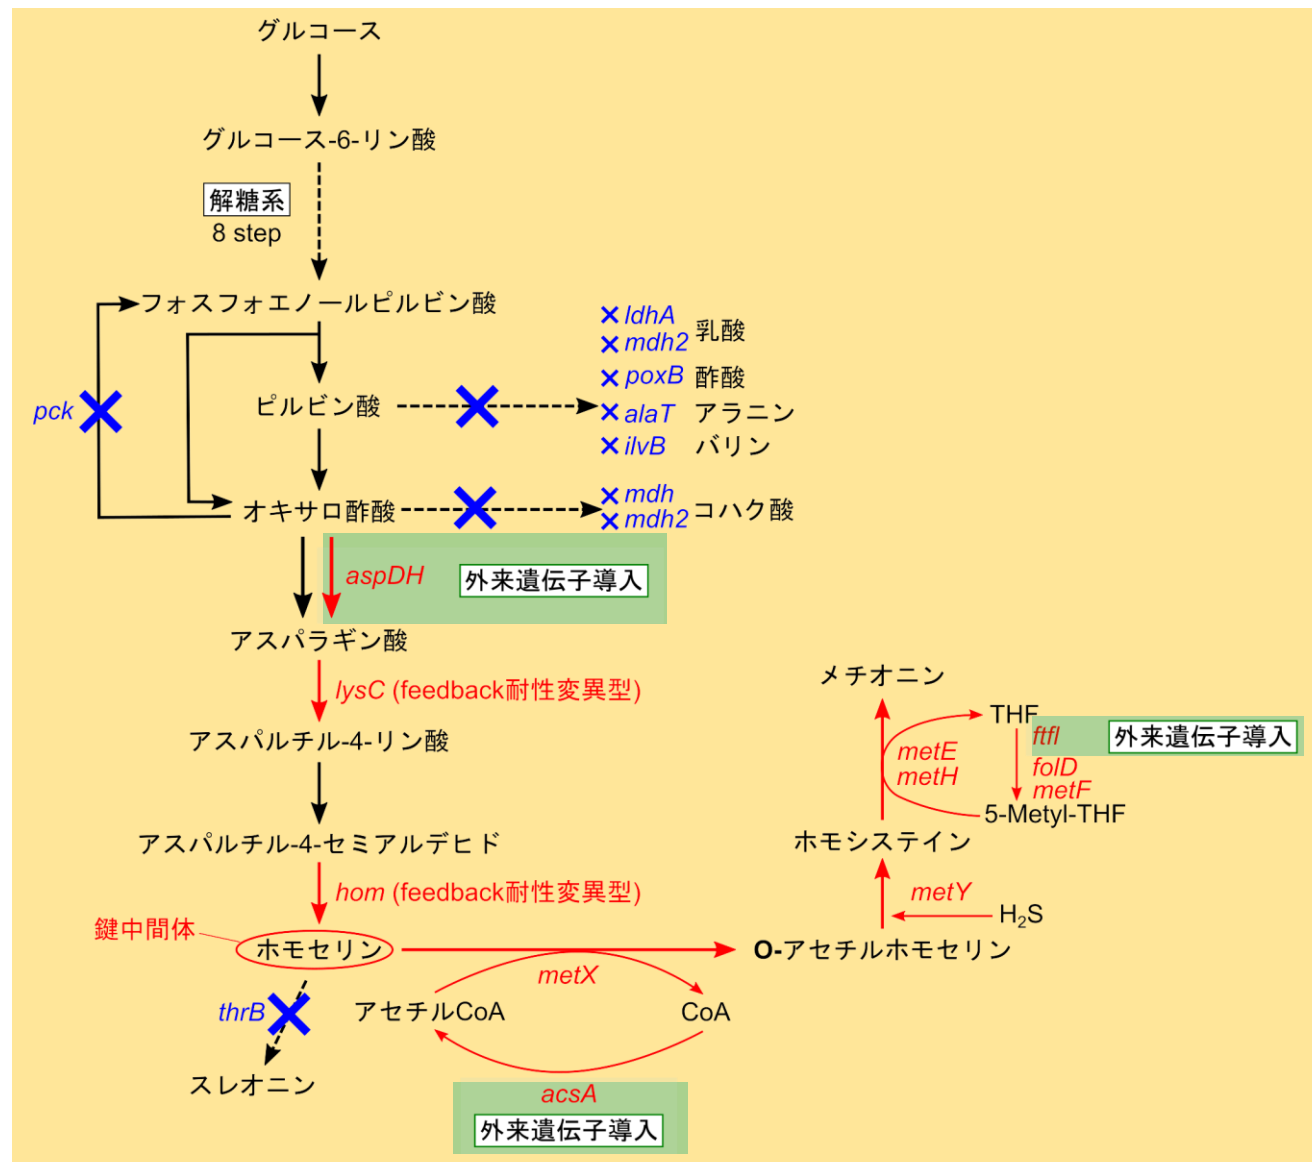 グルコース
グルコース-6-リン酸
解糖系
8 step
フォスフォエノールピルビン酸
ldhA
mdh2
乳酸
poxB 酢酸
pck
ピルビン酸
alaT アラニン
ilvB バリン
オキサロ酢酸
mdh
mdh2
コハク酸
aspDH
外来遺伝子導入
アスパラギン酸
lysC (feedback耐性変異型)
アスパルチル-4-リン酸
アスパルチル-4-セミアルデヒド
hom (feedback耐性変異型)
鍵中間体
ホモセリン
thrB
スレオニン
metX
アセチルCoA
CoA
acsA
外来遺伝子導入
メチオニン
THF
ftfl
外来遺伝子導入
metE
metH
folD
metF
5-Metyl-THF
ホモシステイン
metY
H₂S
O-アセチルホモセリン